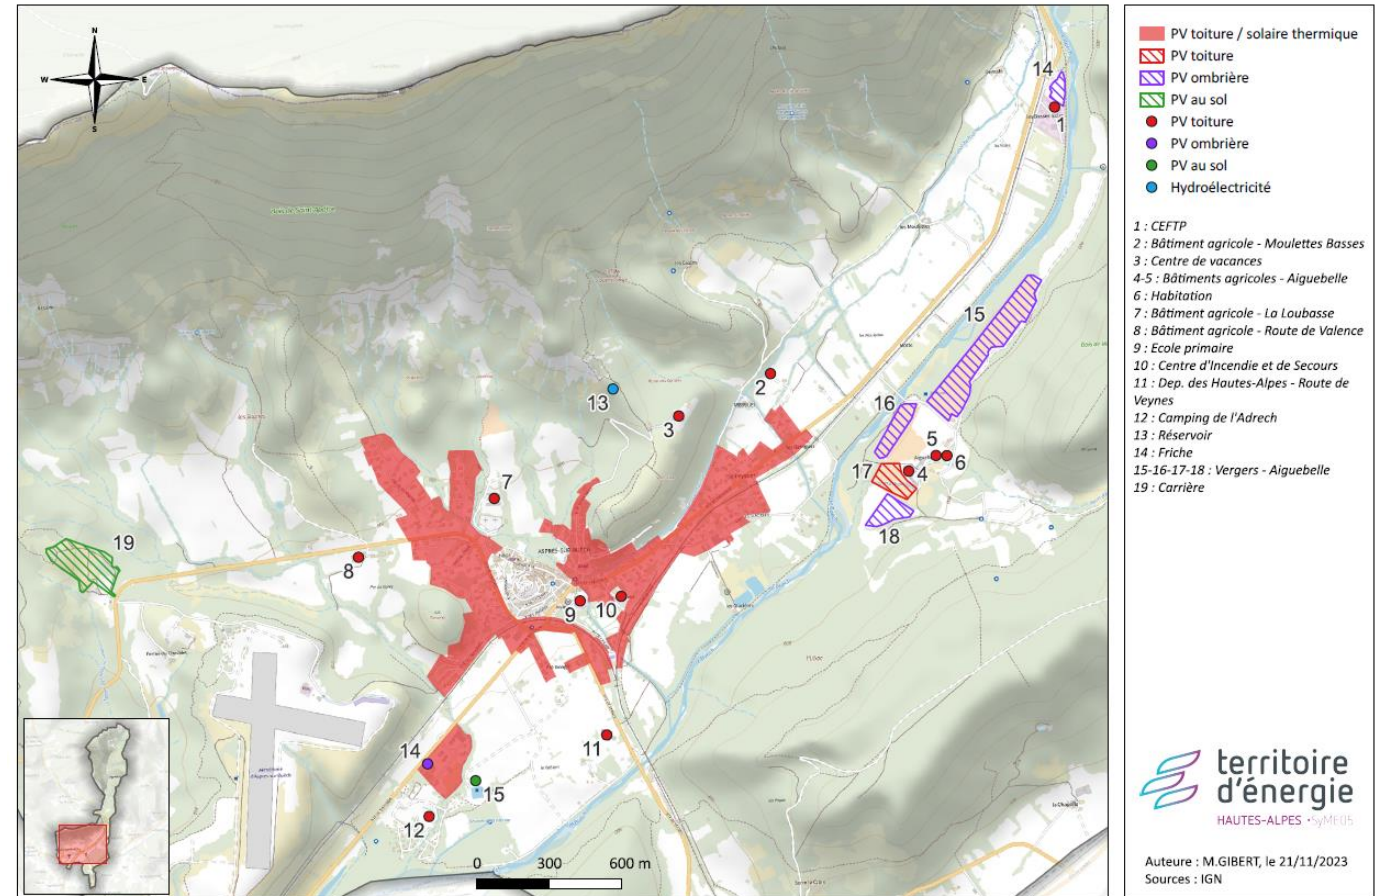 N
W
E
S
14
1
15
2
13
16
3
5
6
17
4
7
18
19
8
ASPRES-SUR-BUËCH
9
10
14
11
15
12
0 300 600 m
PV toiture / solaire thermique
PV toiture
PV ombrière
PV au sol
PV toiture
PV ombrière
PV au sol
Hydroélectricité
1 : CEFTP
2 : Bâtiment agricole - Moulettes Basses
3 : Centre de vacances
4-5 : Bâtiments agricoles - Aiguebelle
6 : Habitation
7 : Bâtiment agricole - La Loubasse
8 : Bâtiment agricole - Route de Valence
9 : Ecole primaire
10 : Centre d'Incendie et de Secours
11 : Dep. des Hautes-Alpes - Route de
Veynes
12 : Camping de l'Adrech
13 : Réservoir
14 : Friche
15-16-17-18 : Vergers - Aiguebelle
19 : Carrière
territoire
d'énergie
HAUTES-ALPES • SyMÉ05
Auteure : M.GIBERT, le 21/11/2023
Sources : IGN